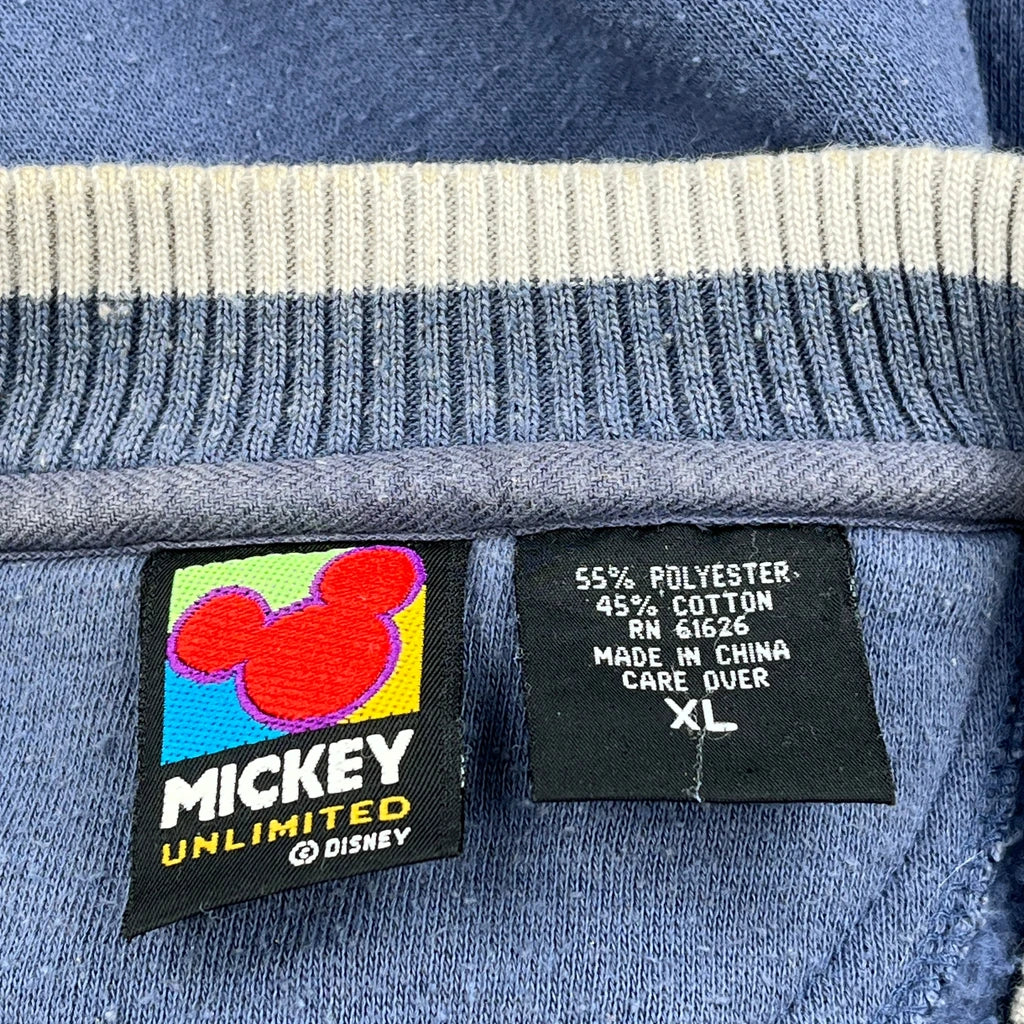 MICKEY
UNLIMITED
© DISNEY
55% POLYESTER
45% COTTON
RN 61626
MADE IN CHINA
CARE OVER
XL